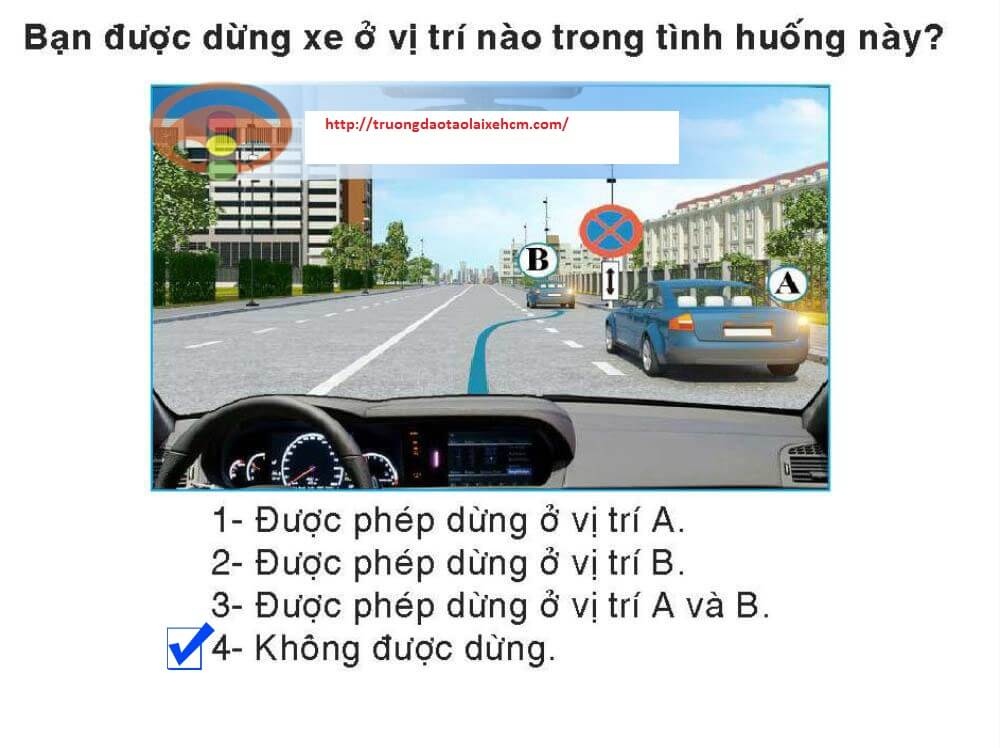 Bạn được dừng xe ở vị trí nào trong tình huống này?
http://truongdaotaolaixehcm.com/
B
A
1- Được phép dừng ở vị trí A.
2- Được phép dừng ở vị trí B.
3- Được phép dừng ở vị trí A và B.
4- Không được dừng.